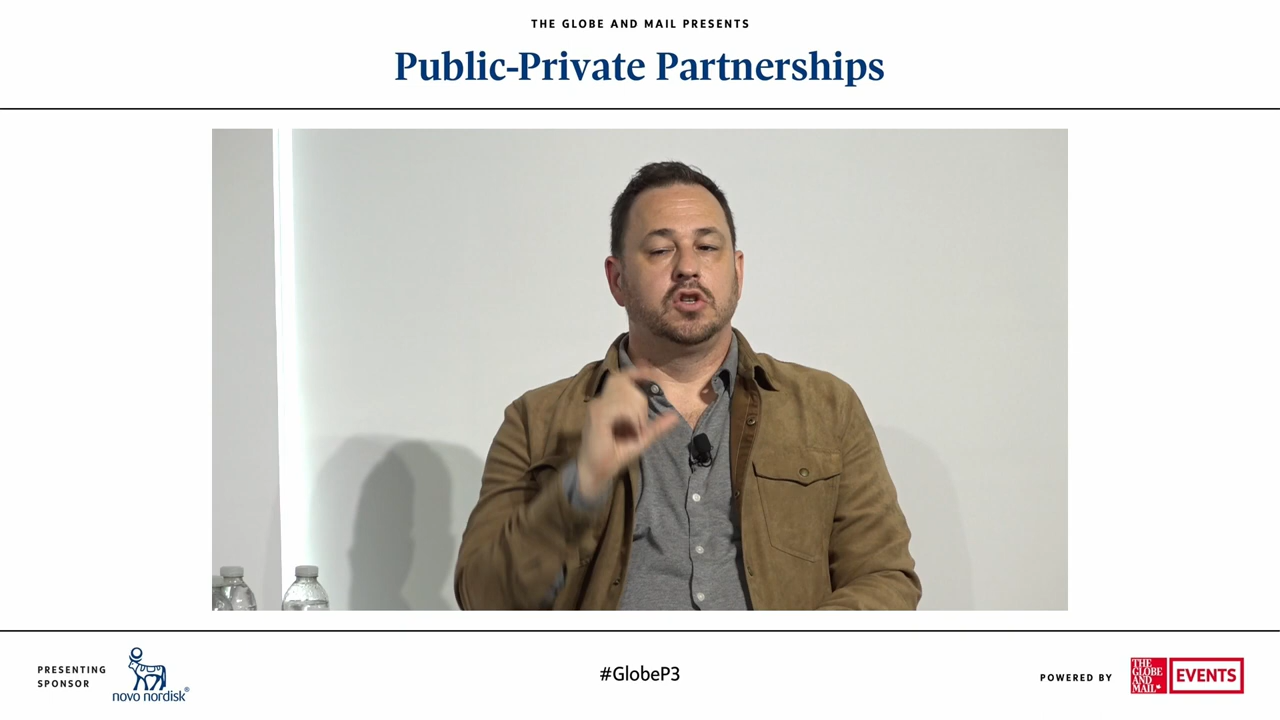 THE GLOBE AND MAIL PRESENTS
Public-Private Partnerships
PRESENTING
SPONSOR
novo nordisk®
#GlobeP3
POWERED BY
THE
GLOBE
AND
MAIL
EVENTS